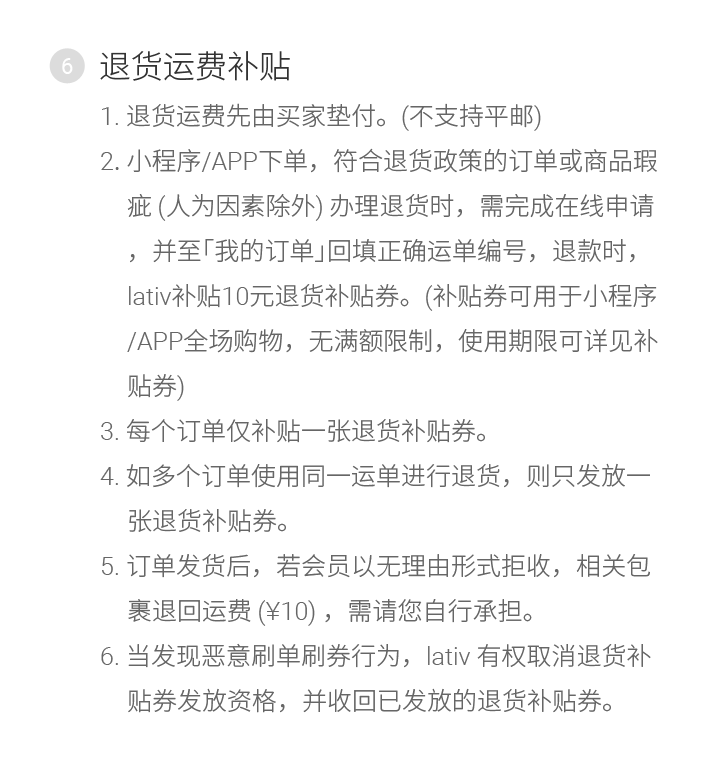 6 退货运费补贴
1. 退货运费先由买家垫付。(不支持平邮)
2. 小程序/APP下单，符合退货政策的订单或商品瑕
疵 (人为因素除外) 办理退货时，需完成在线申请
，并至「我的订单」回填正确运单编号，退款时，
lativ补贴10元退货补贴券。(补贴券可用于小程序
/APP全场购物，无满额限制，使用期限可详见补
贴券)
3. 每个订单仅补贴一张退货补贴券。
4. 如多个订单使用同一运单进行退货，则只发放一
张退货补贴券。
5. 订单发货后，若会员以无理由形式拒收，相关包
裹退回运费 (¥10) ，需请您自行承担。
6. 当发现恶意刷单刷券行为，lativ 有权取消退货补
贴券发放资格，并收回已发放的退货补贴券。